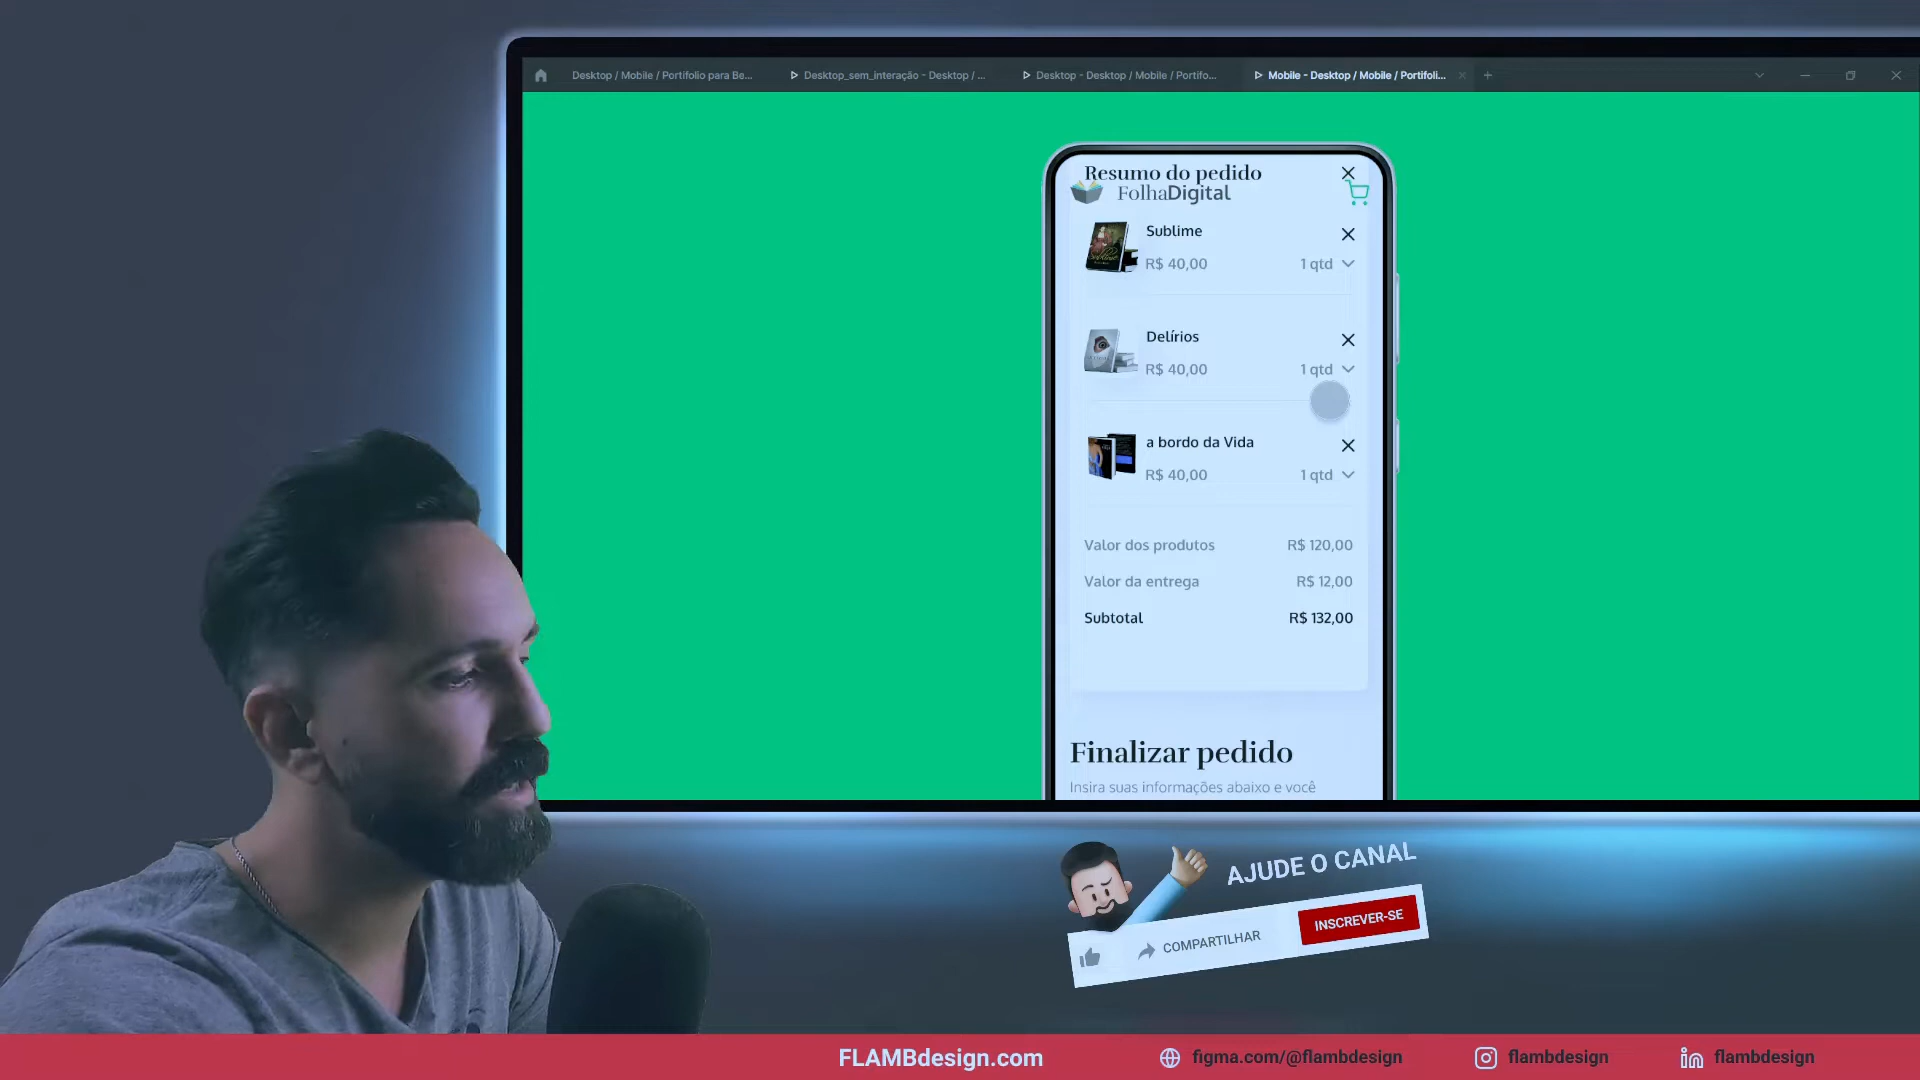 Desktop / Mobile / Portifolio para Be...
Desktop_sem_interação - Desktop / ...
Desktop - Desktop / Mobile / Portifo...
Mobile - Desktop / Mobile / Portifoli...
Resumo do pedido
FolhaDigital
Sublime
R$ 40,00
1 qtd
Delírios
R$ 40,00
1 qtd
a bordo da Vida
R$ 40,00
1 qtd
Valor dos produtos R$ 120,00
Valor da entrega R$ 12,00
Subtotal R$ 132,00
Finalizar pedido
Insira suas informações abaixo e você
AJUDE O CANAL
COMPARTILHAR
INSCREVER-SE
FLAMBdesign.com
figma.com/@flambdesign
flambdesign
flambdesign